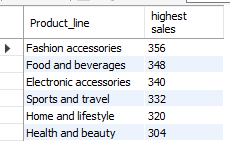 Product_line highest sales
Fashion accessories 356
Food and beverages 348
Electronic accessories 340
Sports and travel 332
Home and lifestyle 320
Health and beauty 304